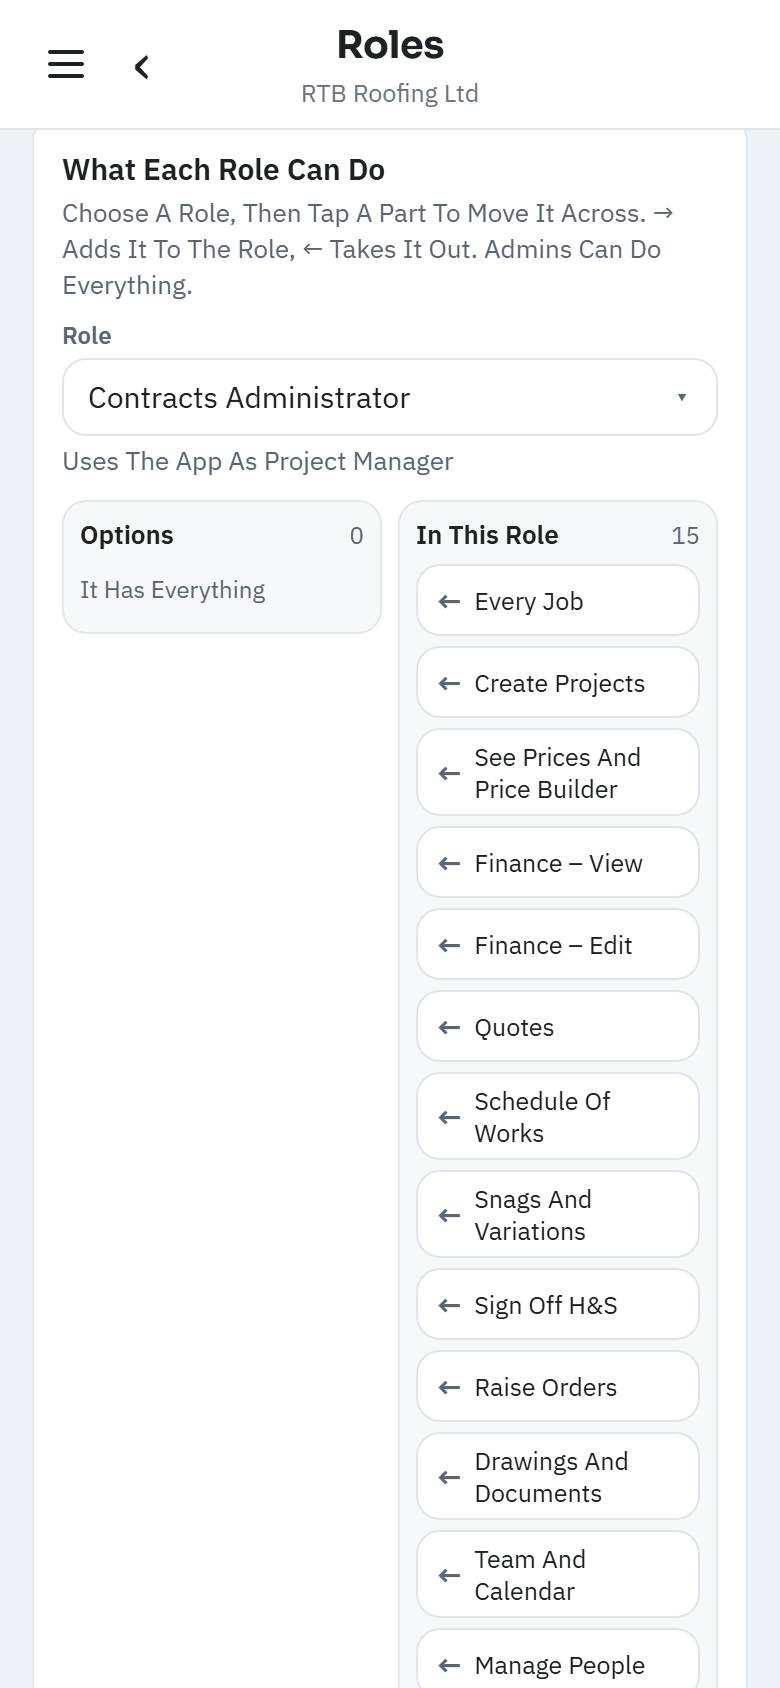 Roles
RTB Roofing Ltd
What Each Role Can Do
Choose A Role, Then Tap A Part To Move It Across. →
Adds It To The Role, ← Takes It Out. Admins Can Do
Everything.
Role
Contracts Administrator
Uses The App As Project Manager
Options 0
It Has Everything
In This Role 15
← Every Job
← Create Projects
← See Prices And
Price Builder
← Finance – View
← Finance – Edit
← Quotes
← Schedule Of
Works
← Snags And
Variations
← Sign Off H&S
← Raise Orders
← Drawings And
Documents
← Team And
Calendar
← Manage People